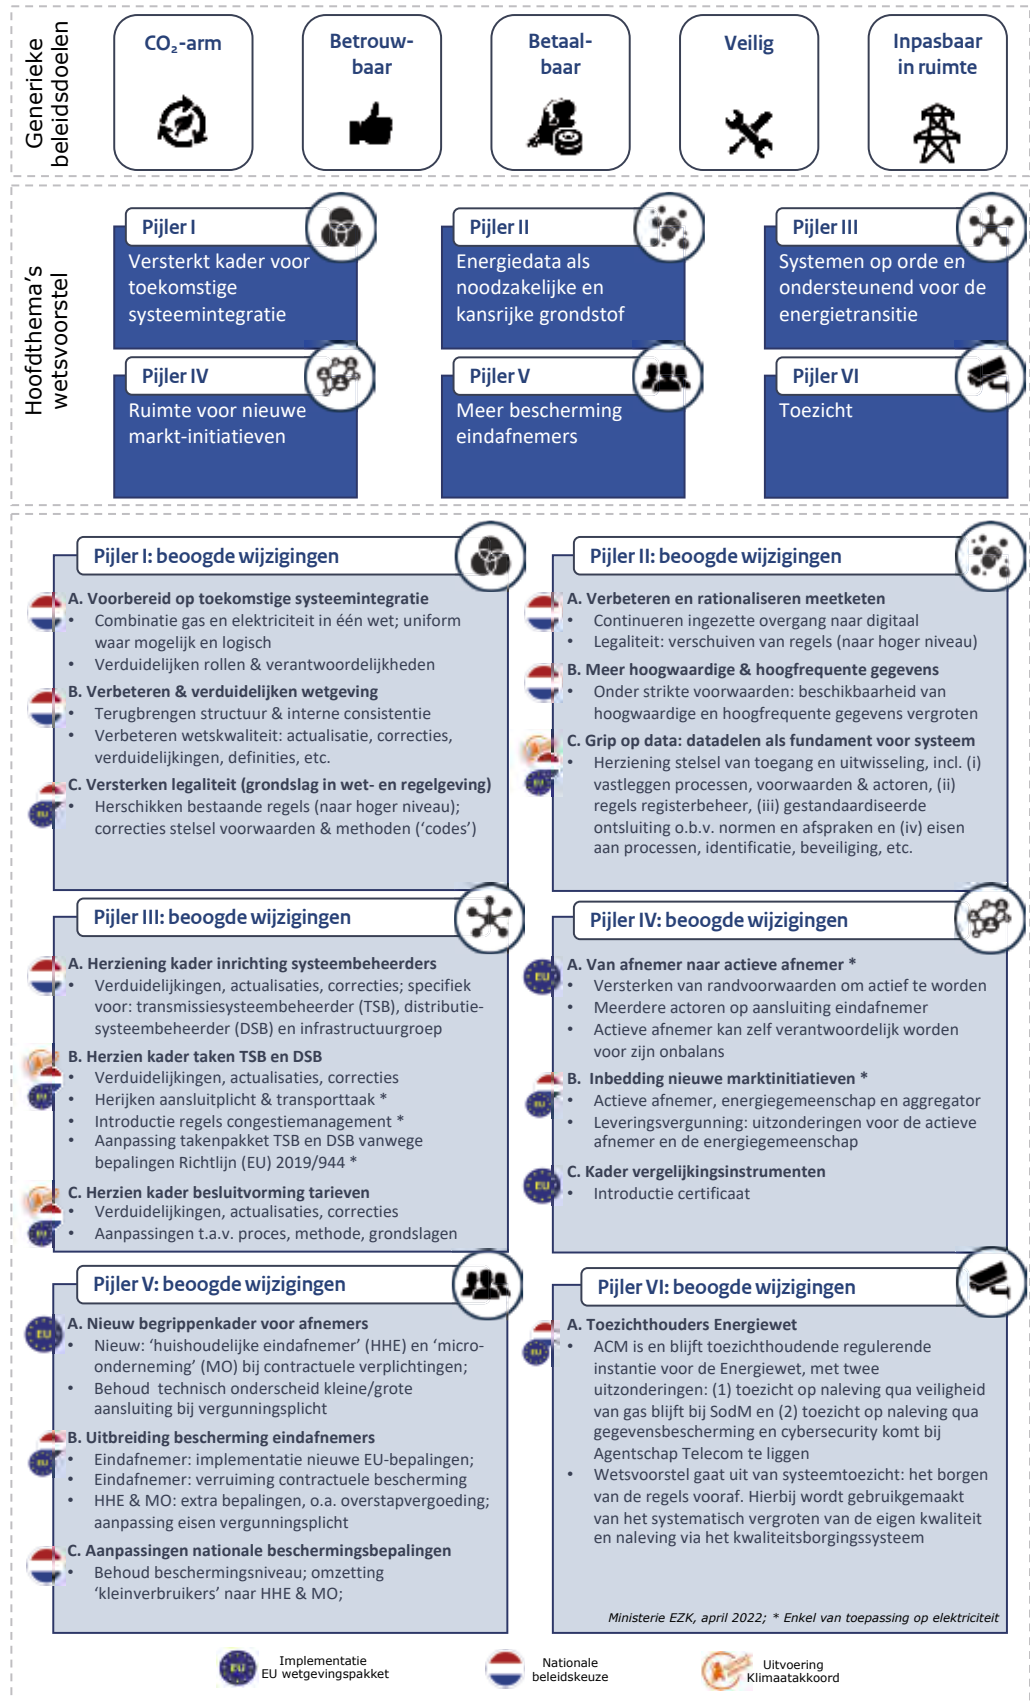 Generieke
beleidsdoelen
CO₂-arm
Betrouw-
baar
Betaal-
baar
Veilig
Inpasbaar
in ruimte
Hoofdthema's
wetsvoorstel
Pijler I
Versterkt kader voor
toekomstige
systeemintegratie
Pijler II
Energiedata als
noodzakelijke en
kansrijke grondstof
Pijler III
Systemen op orde en
ondersteunend voor de
energietransitie
Pijler IV
Ruimte voor nieuwe
markt-initiatieven
Pijler V
Meer bescherming
eindafnemers
Pijler VI
Toezicht
Pijler I: beoogde wijzigingen
A. Voorbereid op toekomstige systeemintegratie
• Combinatie gas en elektriciteit in één wet; uniform
waar mogelijk en logisch
• Verduidelijken rollen & verantwoordelijkheden
B. Verbeteren & verduidelijken wetgeving
• Terugbrengen structuur & interne consistentie
• Verbeteren wetskwaliteit: actualisatie, correcties,
verduidelijkingen, definities, etc.
C. Versterken legaliteit (grondslag in wet- en regelgeving)
EU
• Herschikken bestaande regels (naar hoger niveau);
correcties stelsel voorwaarden & methoden ('codes')
Pijler II: beoogde wijzigingen
A. Verbeteren en rationaliseren meetketen
• Continueren ingezette overgang naar digitaal
• Legaliteit: verschuiven van regels (naar hoger niveau)
B. Meer hoogwaardige & hoogfrequente gegevens
• Onder strikte voorwaarden: beschikbaarheid van
hoogwaardige en hoogfrequente gegevens vergroten
C. Grip op data: datadelen als fundament voor systeem
EU
• Herziening stelsel van toegang en uitwisseling, incl. (i)
vastleggen processen, voorwaarden & actoren, (ii)
regels registerbeheer, (iii) gestandaardiseerde
ontsluiting o.b.v. normen en afspraken en (iv) eisen
aan processen, identificatie, beveiliging, etc.
Pijler III: beoogde wijzigingen
A. Herziening kader inrichting systeembeheerders
• Verduidelijkingen, actualisaties, correcties; specifiek
voor: transmissiesysteembeheerder (TSB), distributie-
systeembeheerder (DSB) en infrastructuurgroep
B. Herzien kader taken TSB en DSB
EU
• Verduidelijkingen, actualisaties, correcties
• Herijken aansluitplicht & transporttaak *
• Introductie regels congestiemanagement *
• Aanpassing takenpakket TSB en DSB vanwege
bepalingen Richtlijn (EU) 2019/944 *
C. Herzien kader besluitvorming tarieven
EU
• Verduidelijkingen, actualisaties, correcties
• Aanpassingen t.a.v. proces, methode, grondslagen
Pijler IV: beoogde wijzigingen
EU
A. Van afnemer naar actieve afnemer *
• Versterken van randvoorwaarden om actief te worden
• Meerdere actoren op aansluiting eindafnemer
• Actieve afnemer kan zelf verantwoordelijk worden
voor zijn onbalans
B. Inbedding nieuwe marktinitiatieven *
EU
• Actieve afnemer, energiegemeenschap en aggregator
• Leveringsvergunning: uitzonderingen voor de actieve
afnemer en de energiegemeenschap
C. Kader vergelijkingsinstrumenten
EU
• Introductie certificaat
Pijler V: beoogde wijzigingen
A. Nieuw begrippenkader voor afnemers
EU
• Nieuw: 'huishoudelijke eindafnemer' (HHE) en 'micro-
onderneming' (MO) bij contractuele verplichtingen;
• Behoud technisch onderscheid kleine/grote
aansluiting bij vergunningsplicht
B. Uitbreiding bescherming eindafnemers
EU
• Eindafnemer: implementatie nieuwe EU-bepalingen;
• Eindafnemer: verruiming contractuele bescherming
• HHE & MO: extra bepalingen, o.a. overstapvergoeding;
aanpassing eisen vergunningsplicht
C. Aanpassingen nationale beschermingsbepalingen
• Behoud beschermingsniveau; omzetting
'kleinverbruikers' naar HHE & MO;
Pijler VI: beoogde wijzigingen
A. Toezichthouders Energiewet
EU
• ACM is en blijft toezichthoudende regulerende
instantie voor de Energiewet, met twee
uitzonderingen: (1) toezicht op naleving qua veiligheid
van gas blijft bij SodM en (2) toezicht op naleving qua
gegevensbescherming en cybersecurity komt bij
Agentschap Telecom te liggen
• Wetsvoorstel gaat uit van systeemtoezicht: het borgen
van de regels vooraf. Hierbij wordt gebruikgemaakt
van het systematisch vergroten van de eigen kwaliteit
en naleving via het kwaliteitsborgingssysteem
Ministerie EZK, april 2022; * Enkel van toepassing op elektriciteit
EU
Implementatie
EU wetgevingspakket
Nationale
beleidskeuze
Uitvoering
Klimaatakkoord